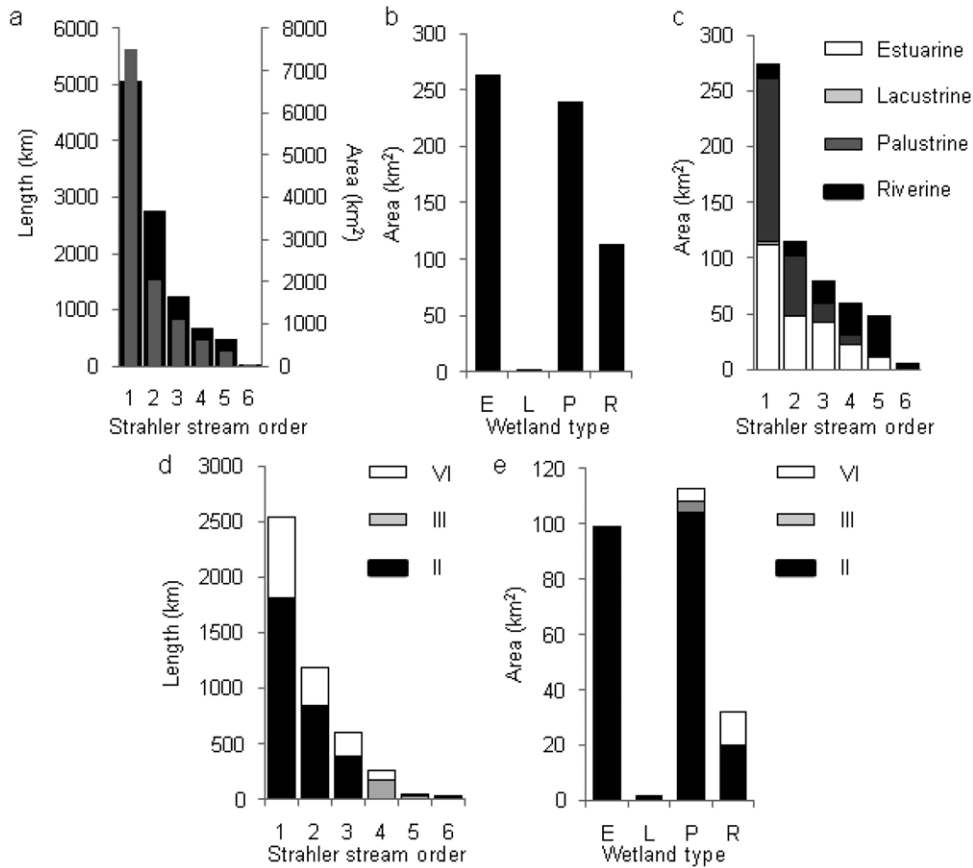 a
6000
5000
4000
3000
2000
1000
0
Length (km)
8000
7000
6000
5000
4000
3000
2000
1000
0
Area (km²)
1 2 3 4 5 6
Strahler stream order
b
300
250
200
150
100
50
0
Area (km²)
E L P R
Wetland type
c
300
250
200
150
100
50
0
Area (km²)
Estuarine
Lacustrine
Palustrine
Riverine
1 2 3 4 5 6
Strahler stream order
d
3000
2500
2000
1500
1000
500
0
Length (km)
VI
III
II
1 2 3 4 5 6
Strahler stream order
e
120
100
80
60
40
20
0
Area (km²)
VI
III
II
E L P R
Wetland type